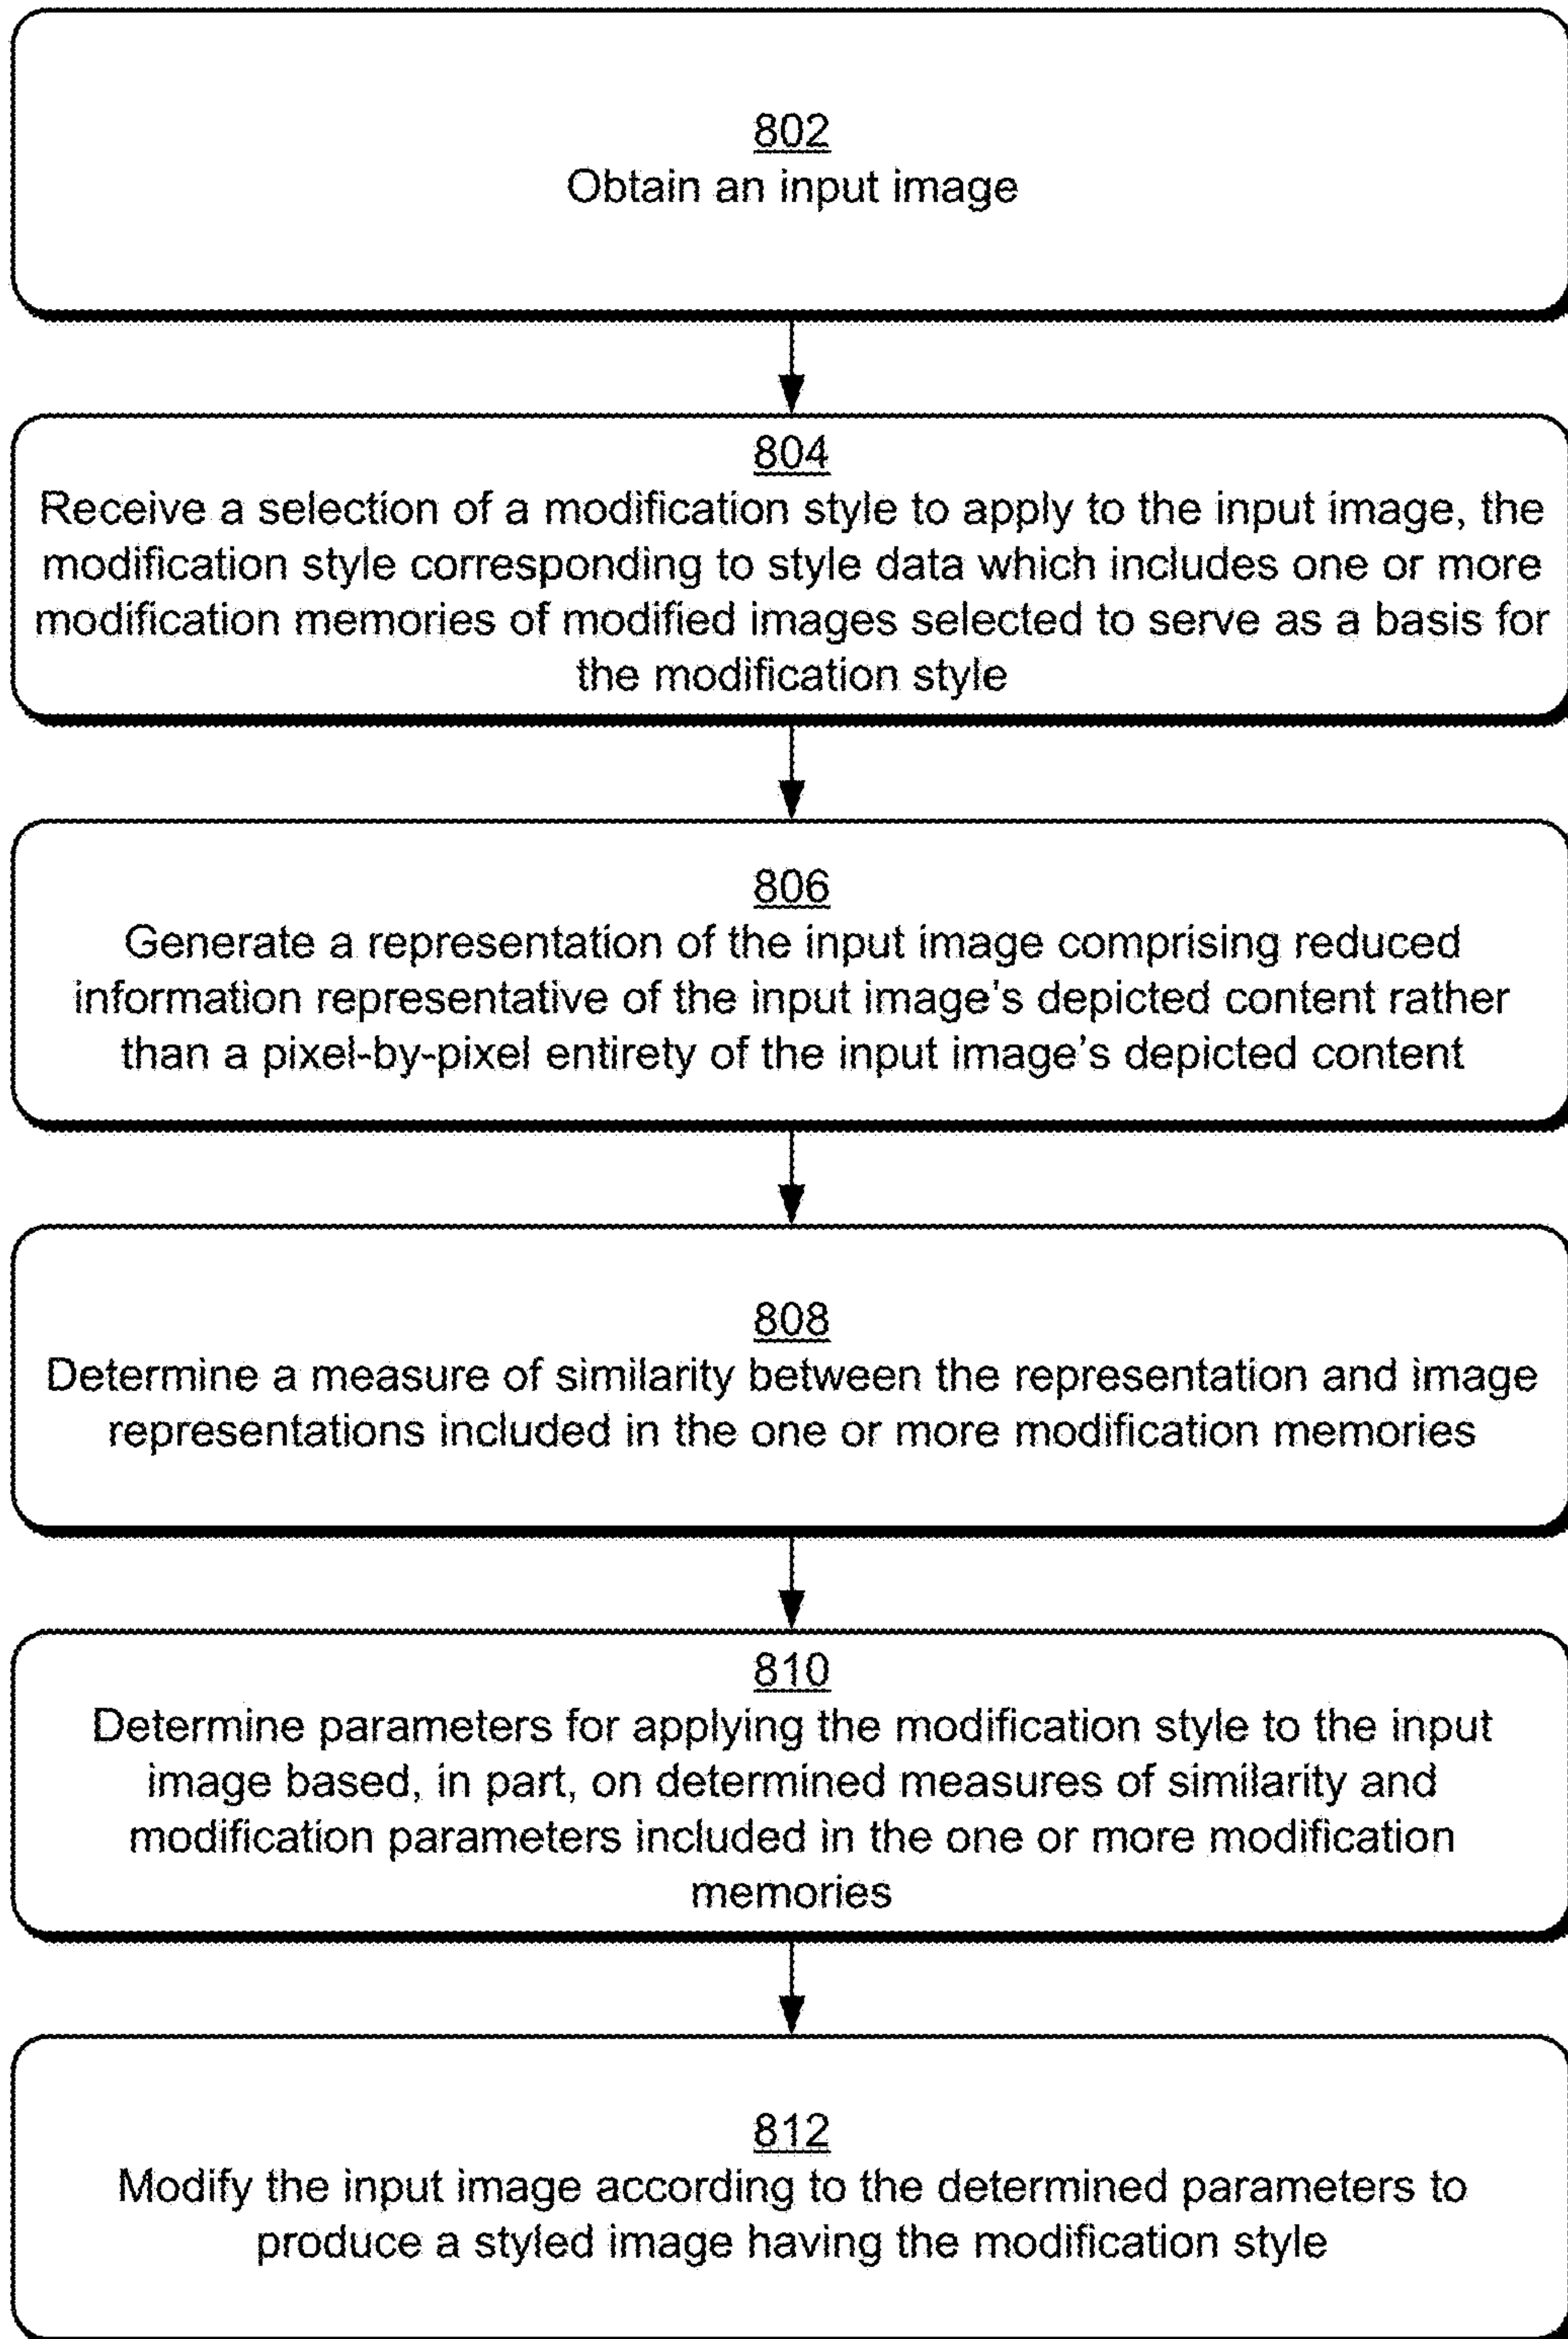 802
Obtain an input image
804
Receive a selection of a modification style to apply to the input image, the
modification style corresponding to style data which includes one or more
modification memories of modified images selected to serve as a basis for
the modification style
806
Generate a representation of the input image comprising reduced
information representative of the input image's depicted content rather
than a pixel-by-pixel entirety of the input image's depicted content
808
Determine a measure of similarity between the representation and image
representations included in the one or more modification memories
810
Determine parameters for applying the modification style to the input
image based, in part, on determined measures of similarity and
modification parameters included in the one or more modification
memories
812
Modify the input image according to the determined parameters to
produce a styled image having the modification style